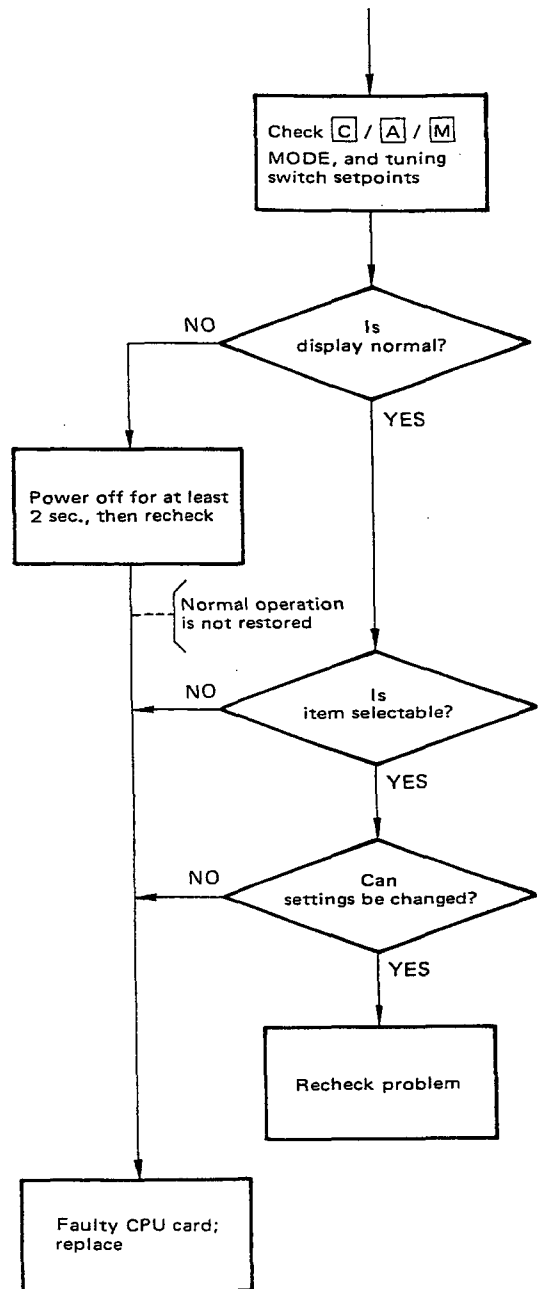 Check C / A / M
MODE, and tuning
switch setpoints
Is
display normal?
NO
YES
Power off for at least
2 sec., then recheck
Normal operation
is not restored
Is
item selectable?
NO
YES
Can
settings be changed?
NO
YES
Recheck problem
Faulty CPU card;
replace